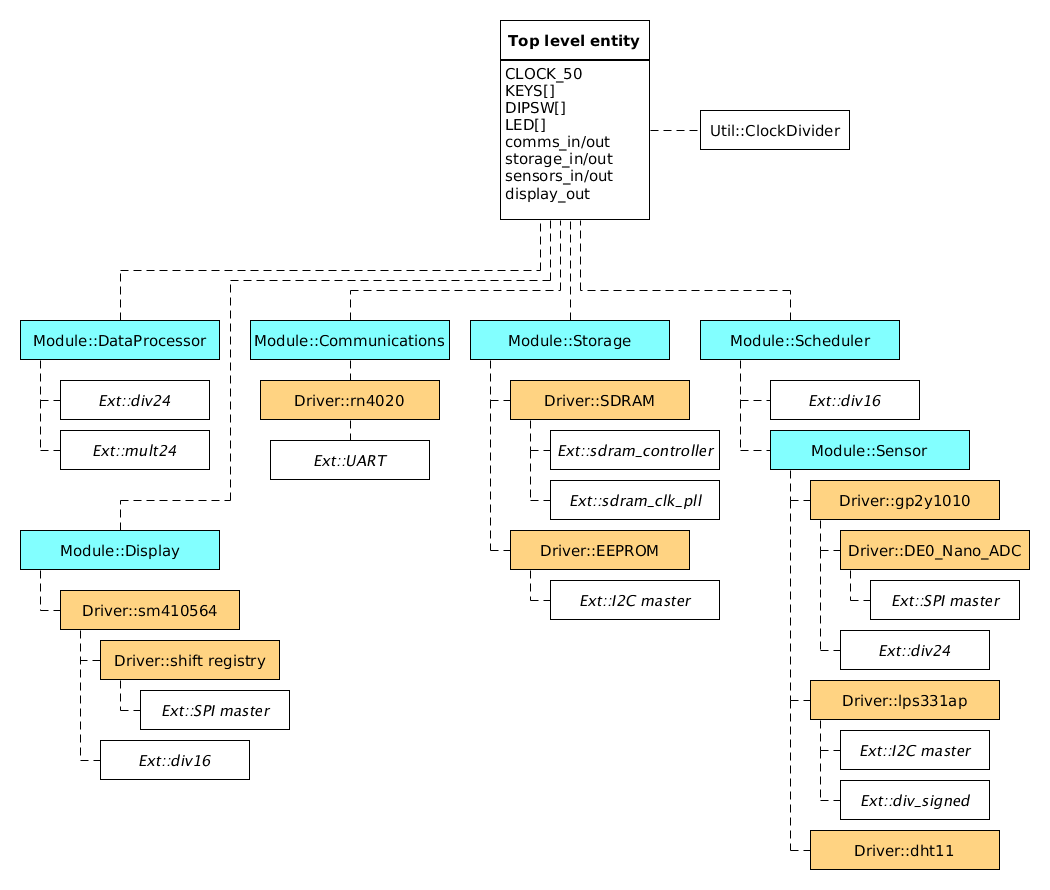 Top level entity
CLOCK_50
KEYS[]
DIPSW[]
LED[]
comms_in/out
storage_in/out
sensors_in/out
display_out
Util::ClockDivider
Module::DataProcessor
Ext::div24
Ext::mult24
Module::Display
Driver::sm410564
Driver::shift registry
Ext::SPI master
Ext::div16
Module::Communications
Driver::rn4020
Ext::UART
Module::Storage
Driver::SDRAM
Ext::sdram_controller
Ext::sdram_clk_pll
Driver::EEPROM
Ext::I2C master
Module::Scheduler
Ext::div16
Module::Sensor
Driver::gp2y1010
Driver::DE0_Nano_ADC
Ext::SPI master
Ext::div24
Driver::lps331ap
Ext::I2C master
Ext::div_signed
Driver::dht11